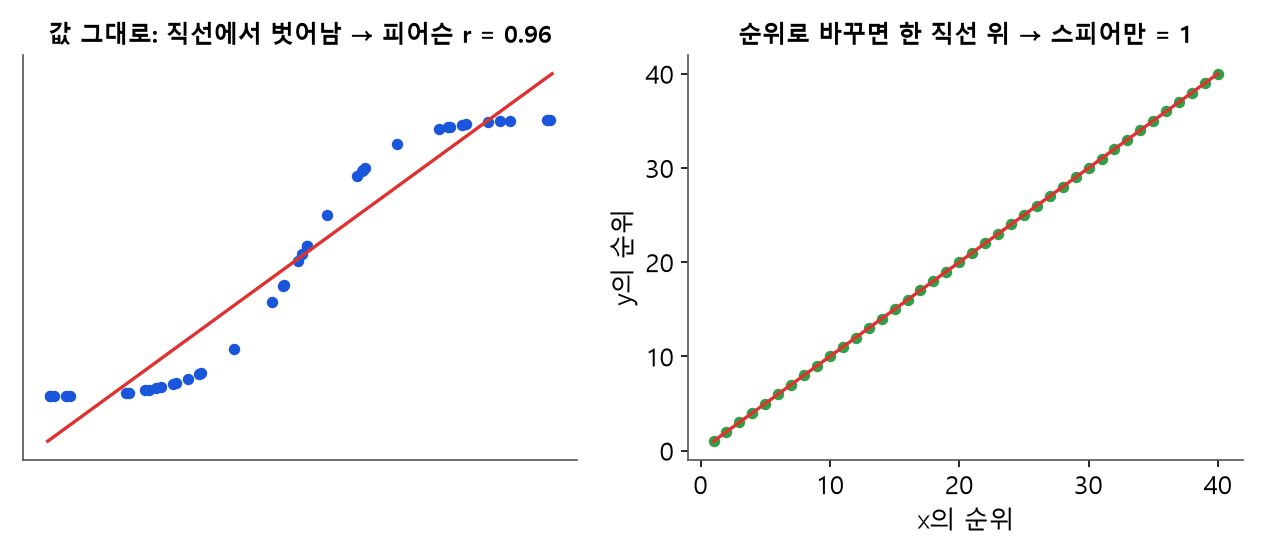 값 그대로: 직선에서 벗어남 → 피어슨 r = 0.96
순위로 바꾸면 한 직선 위 → 스피어만 = 1
y의 순위
40
30
20
10
0
0 10 20 30 40
x의 순위